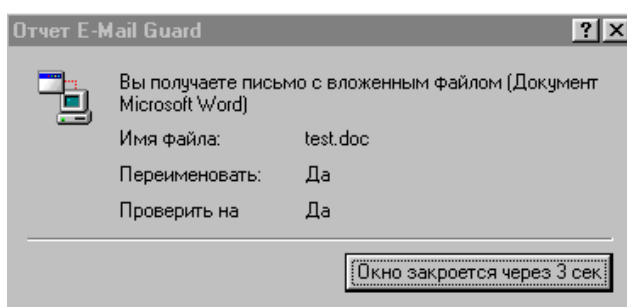 Отчет E-Mail Guard
Вы получаете письмо с вложенным файлом (Документ
Microsoft Word)
Имя файла: test.doc
Переименовать: Да
Проверить на Да
Окно закроется через 3 сек